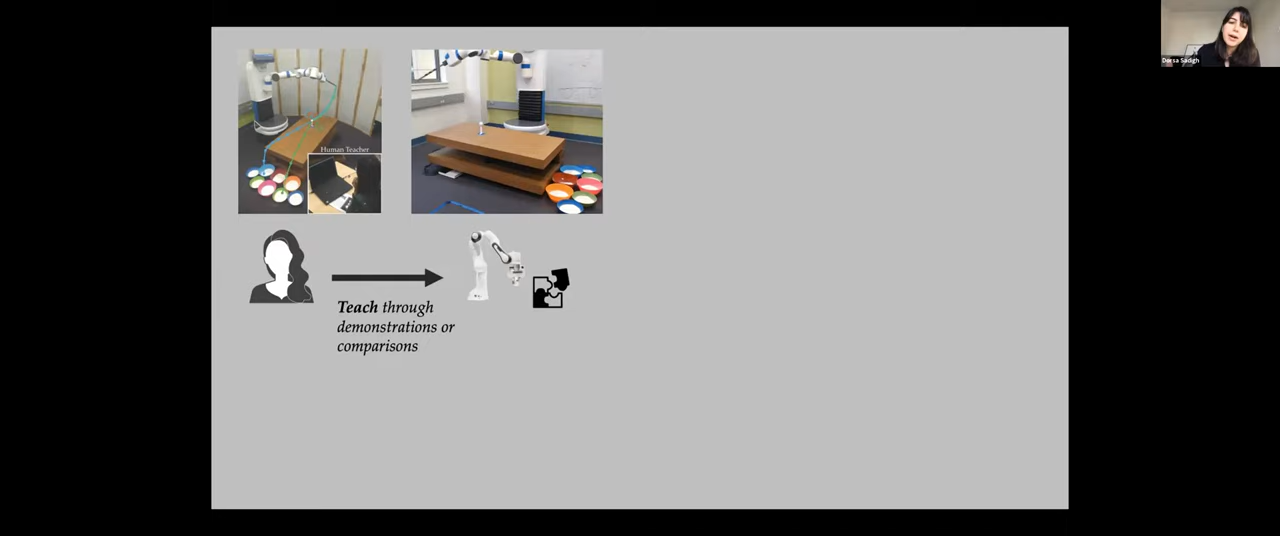 Dorsa Sadigh
Human Teacher
Teach through
demonstrations or
comparisons